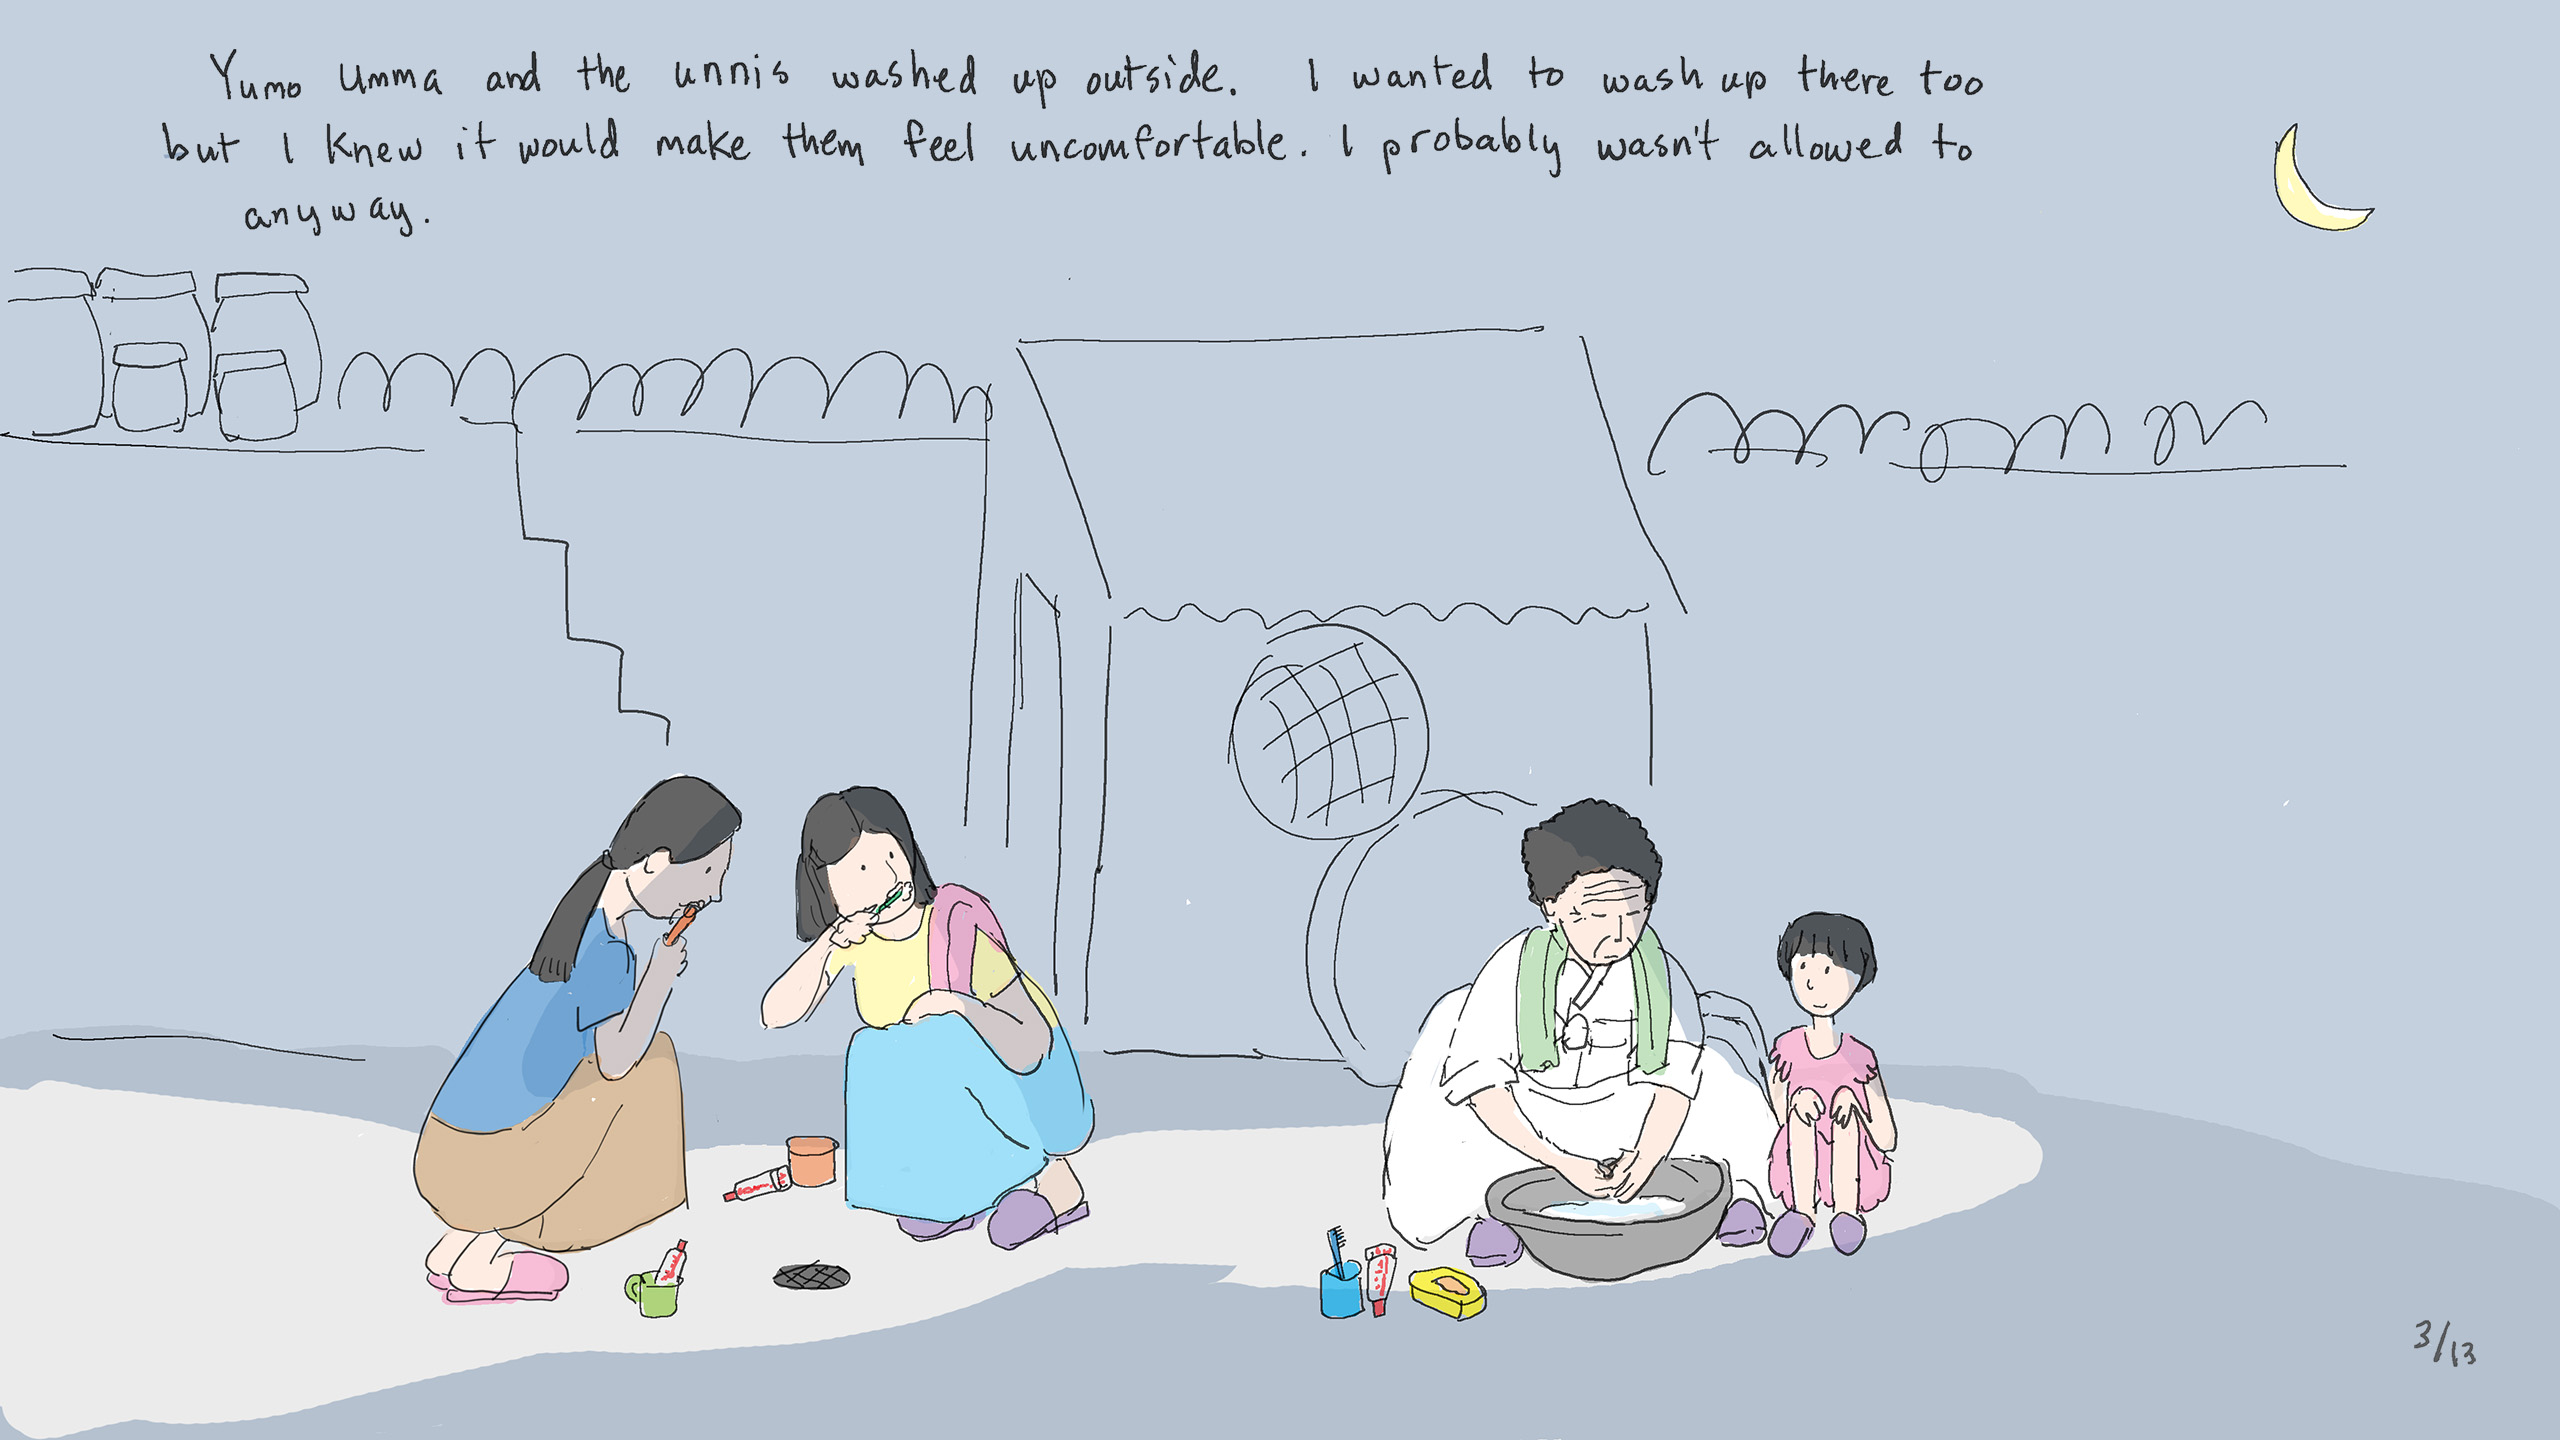 Yumo Umma and the unnis washed up outside. I wanted to wash up there too
but I knew it would make them feel uncomfortable. I probably wasn't allowed to
anyway.
3/13